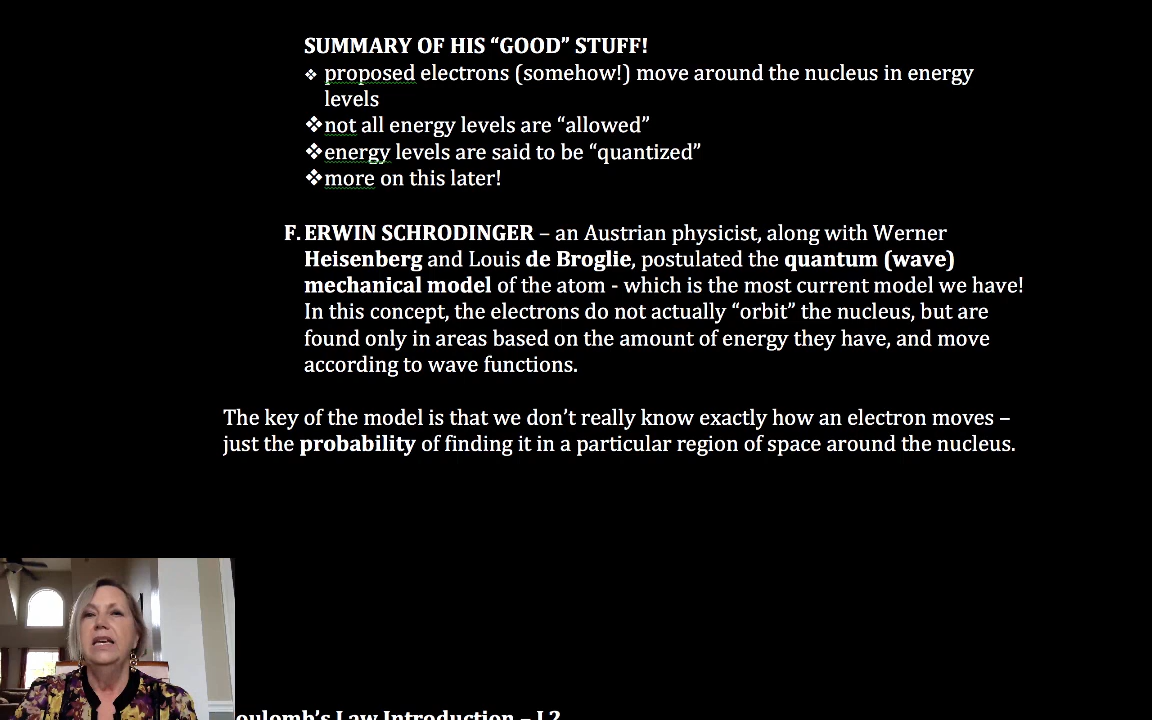 SUMMARY OF HIS “GOOD” STUFF!
❖ proposed electrons (somehow!) move around the nucleus in energy
levels
❖not all energy levels are “allowed”
❖energy levels are said to be “quantized”
❖more on this later!
F. ERWIN SCHRODINGER – an Austrian physicist, along with Werner
Heisenberg and Louis de Broglie, postulated the quantum (wave)
mechanical model of the atom - which is the most current model we have!
In this concept, the electrons do not actually “orbit” the nucleus, but are
found only in areas based on the amount of energy they have, and move
according to wave functions.
The key of the model is that we don’t really know exactly how an electron moves –
just the probability of finding it in a particular region of space around the nucleus.
oulomb’s Law Introduction –